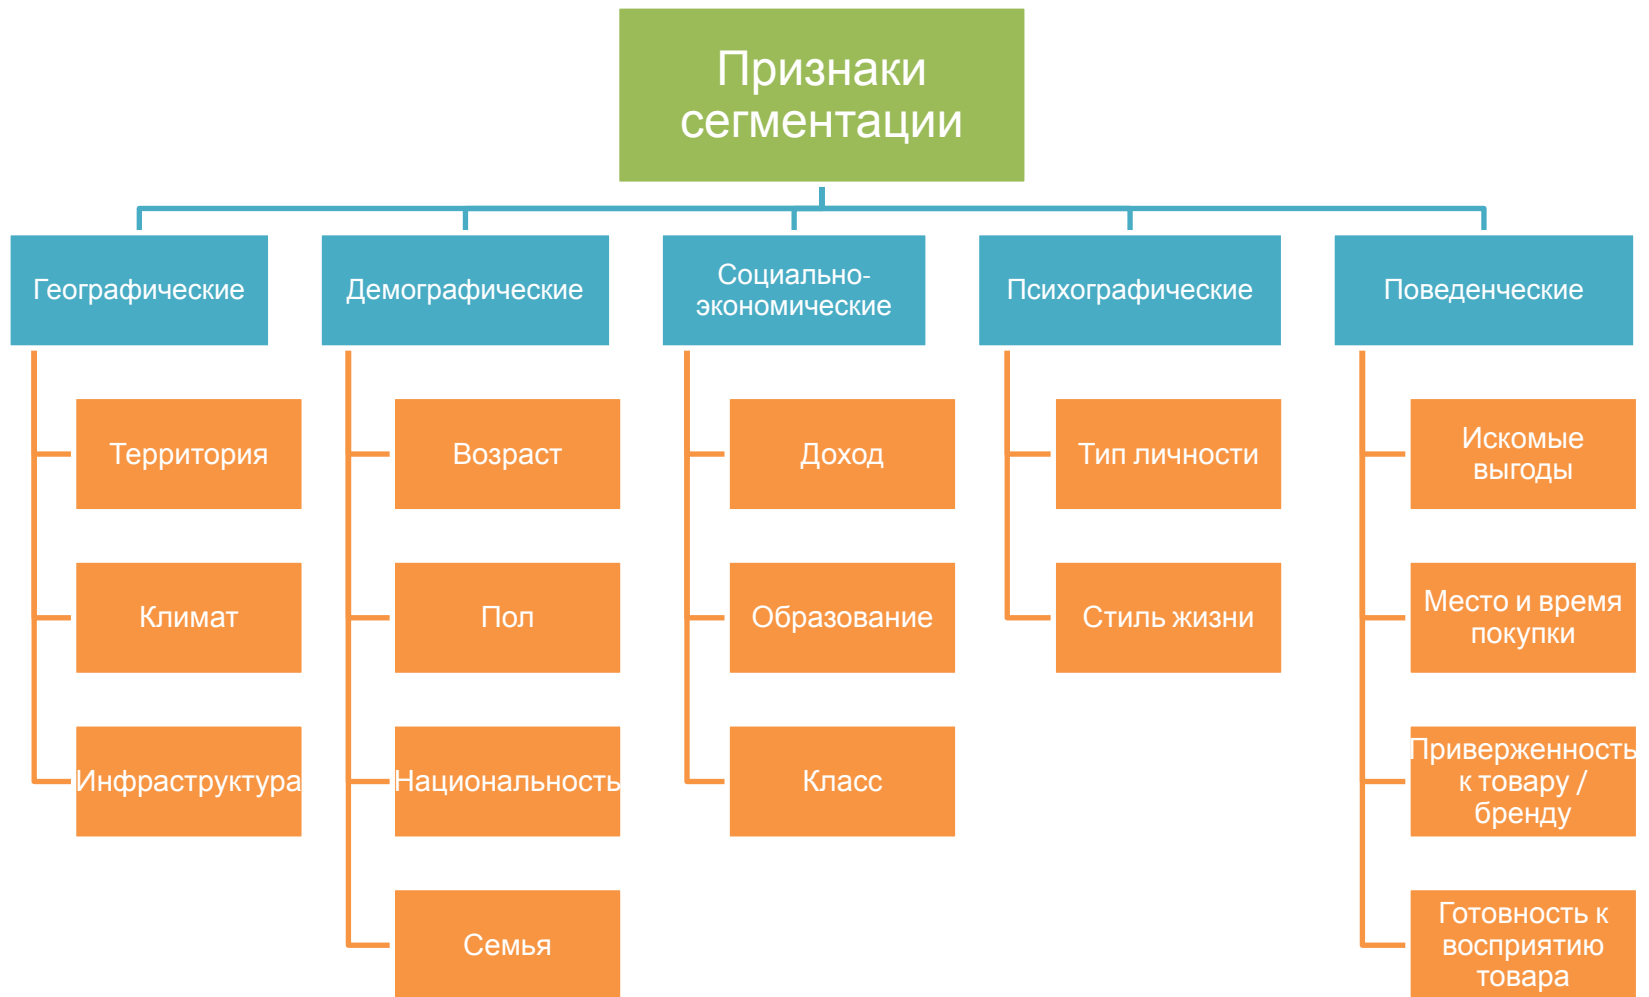 Признаки
сегментации
Географические
Демографические
Социально-
экономические
Психографические
Поведенческие
Территория
Возраст
Доход
Тип личности
Искомые
выгоды
Климат
Пол
Образование
Стиль жизни
Место и время
покупки
Инфраструктура
Национальность
Класс
Приверженность
к товару /
бренду
Семья
Готовность к
восприятию
товара